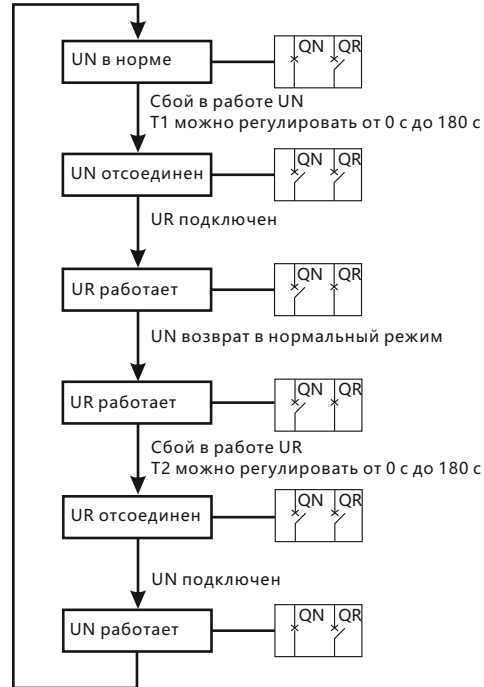 UN в норме
QN QR
Сбой в работе UN
T1 можно регулировать от 0 с до 180 с
UN отсоединен
QN QR
UR подключен
UR работает
QN QR
UN возврат в нормальный режим
UR работает
QN QR
Сбой в работе UR
T2 можно регулировать от 0 с до 180 с
UR отсоединен
QN QR
UN подключен
UN работает
QN QR